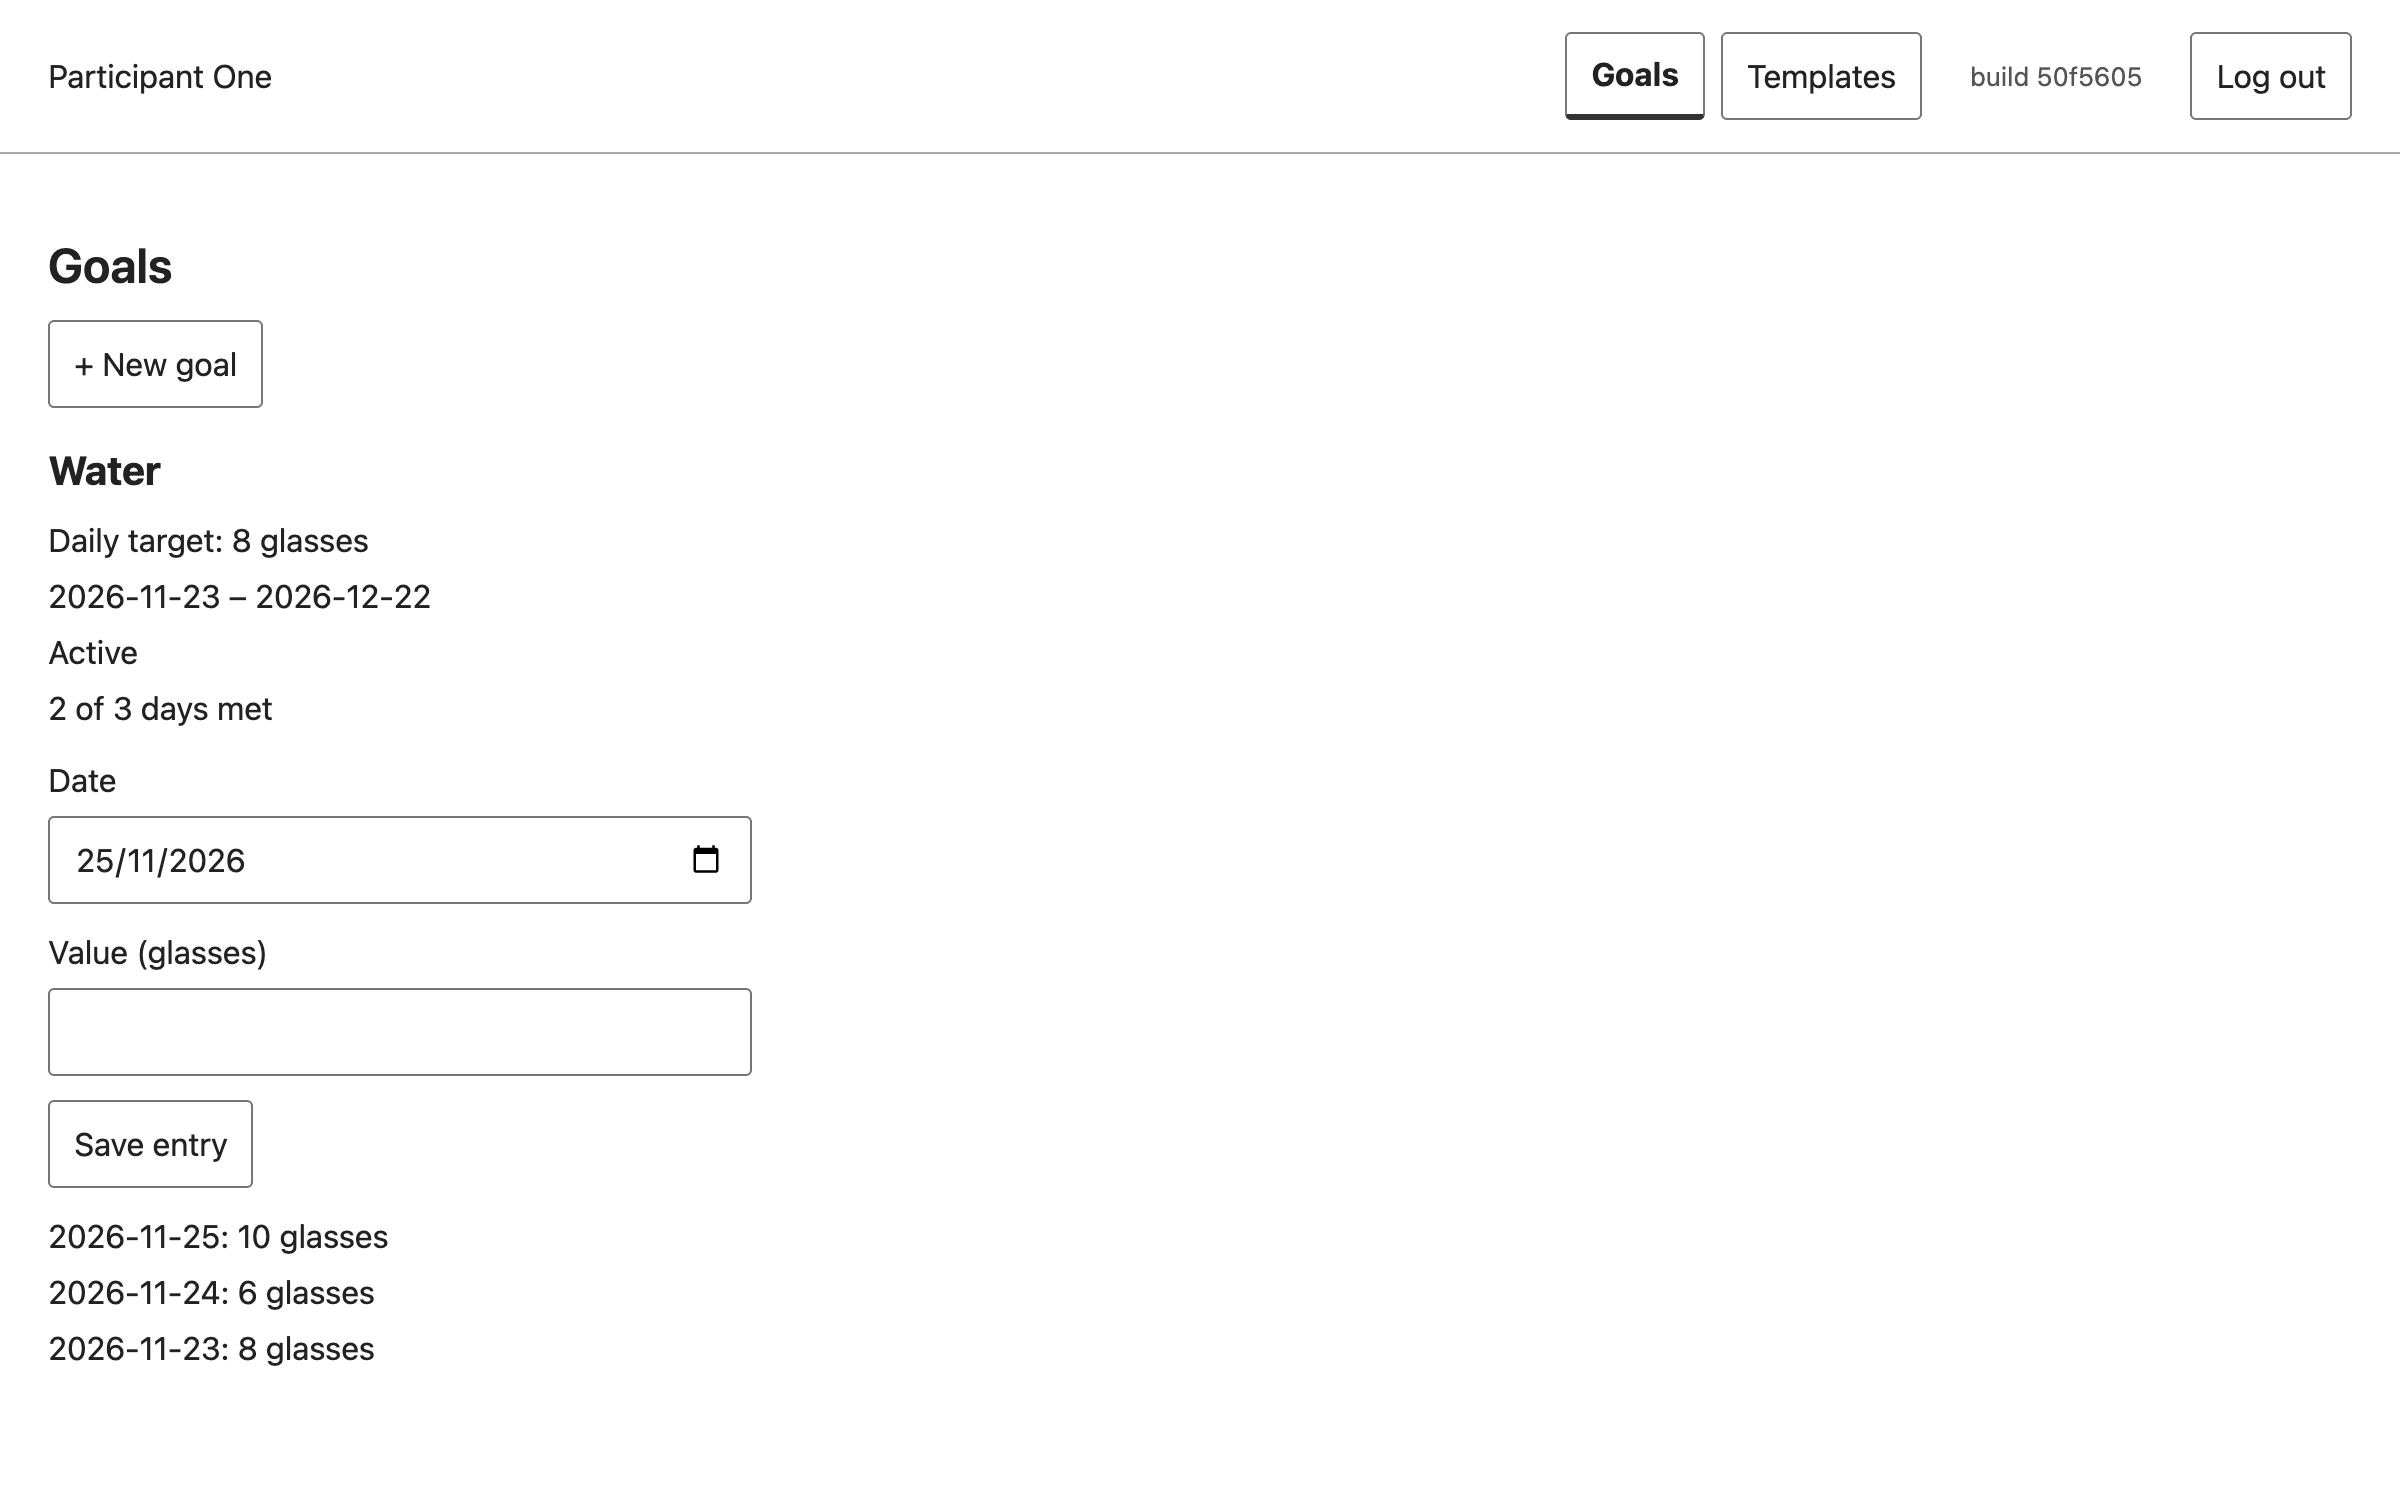 Participant One
Goals
Templates
build 50f5605
Log out
Goals
+ New goal
Water
Daily target: 8 glasses
2026-11-23 – 2026-12-22
Active
2 of 3 days met
Date
25/11/2026
Value (glasses)
Save entry
2026-11-25: 10 glasses
2026-11-24: 6 glasses
2026-11-23: 8 glasses